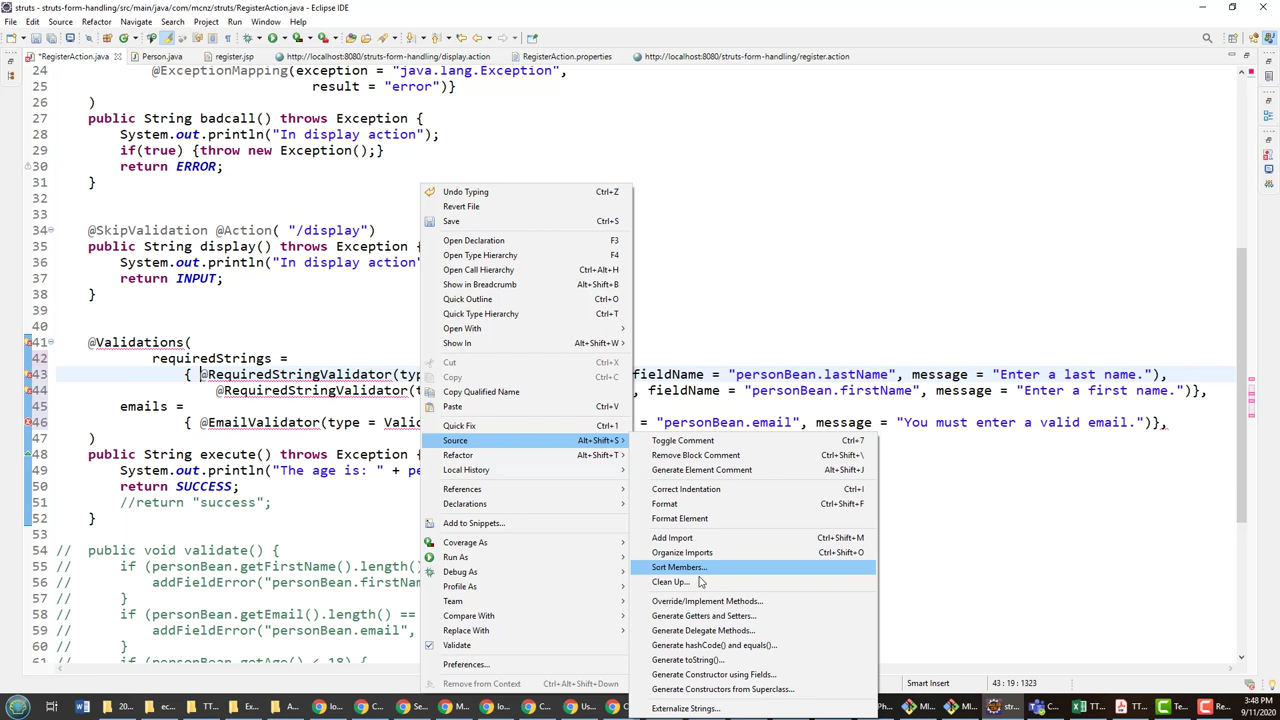 struts - struts-form-handling/src/main/java/com/mcnz/struts/RegisterAction.java - Eclipse IDE
File Edit Source Refactor Navigate Search Project Run Window Help
*RegisterAction.java Person.java register.jsp http://localhost:8080/struts-form-handling/display.action RegisterAction.properties http://localhost:8080/struts-form-handling/register.action
24 @ExceptionMapping(exception = "java.lang.Exception",
25 result = "error")}
26 )
27 public String badcall() throws Exception {
28 System.out.println("In display action");
29 if(true) {throw new Exception();}
30 return ERROR;
31 }
32
33
34 @SkipValidation @Action( "/display")
35 public String display() throws Exception {
36 System.out.println("In display action"
37 return INPUT;
38 }
39
40
41 @Validations(
42 requiredStrings =
43 { @RequiredStringValidator(typ fieldName = "personBean.lastName", message = "Enter a last name."),
44 @RequiredStringValidator(t , fieldName = "personBean.firstName", message = "Enter a first name.")},
45 emails =
46 { @EmailValidator(type = Valid = "personBean.email", message = "You must enter a valid email.")},
47 )
48 public String execute() throws Exception {
49 System.out.println("The age is: " + pe
50 return SUCCESS;
51 //return "success";
52 }
53
54 // public void validate() {
55 // if (personBean.getFirstName().length()
56 // addFieldError("personBean.firstNam
57 // }
58 // if (personBean.getEmail().length() ==
59 // addFieldError("personBean.email",
60 // }
61 // if (personBean.getAge() < 18) {
Undo Typing Ctrl+Z
Revert File
Save Ctrl+S
Open Declaration F3
Open Type Hierarchy F4
Open Call Hierarchy Ctrl+Alt+H
Show in Breadcrumb Alt+Shift+B
Quick Outline Ctrl+O
Quick Type Hierarchy Ctrl+T
Open With
Show In Alt+Shift+W
Cut Ctrl+X
Copy Ctrl+C
Copy Qualified Name
Paste Ctrl+V
Quick Fix Ctrl+1
Source Alt+Shift+S
Refactor Alt+Shift+T
Local History
References
Declarations
Add to Snippets...
Coverage As
Run As
Debug As
Profile As
Team
Compare With
Replace With
Validate
Preferences...
Remove from Context Ctrl+Alt+Shift+Down
Toggle Comment Ctrl+7
Remove Block Comment Ctrl+Shift+\
Generate Element Comment Alt+Shift+J
Correct Indentation Ctrl+I
Format Ctrl+Shift+F
Format Element
Add Import Ctrl+Shift+M
Organize Imports Ctrl+Shift+O
Sort Members...
Clean Up...
Override/Implement Methods...
Generate Getters and Setters...
Generate Delegate Methods...
Generate hashCode() and equals()...
Generate toString()...
Generate Constructor using Fields...
Generate Constructors from Superclass...
Externalize Strings...
Smart Insert 43 : 19 : 1323
3:48 PM
9/11/2020